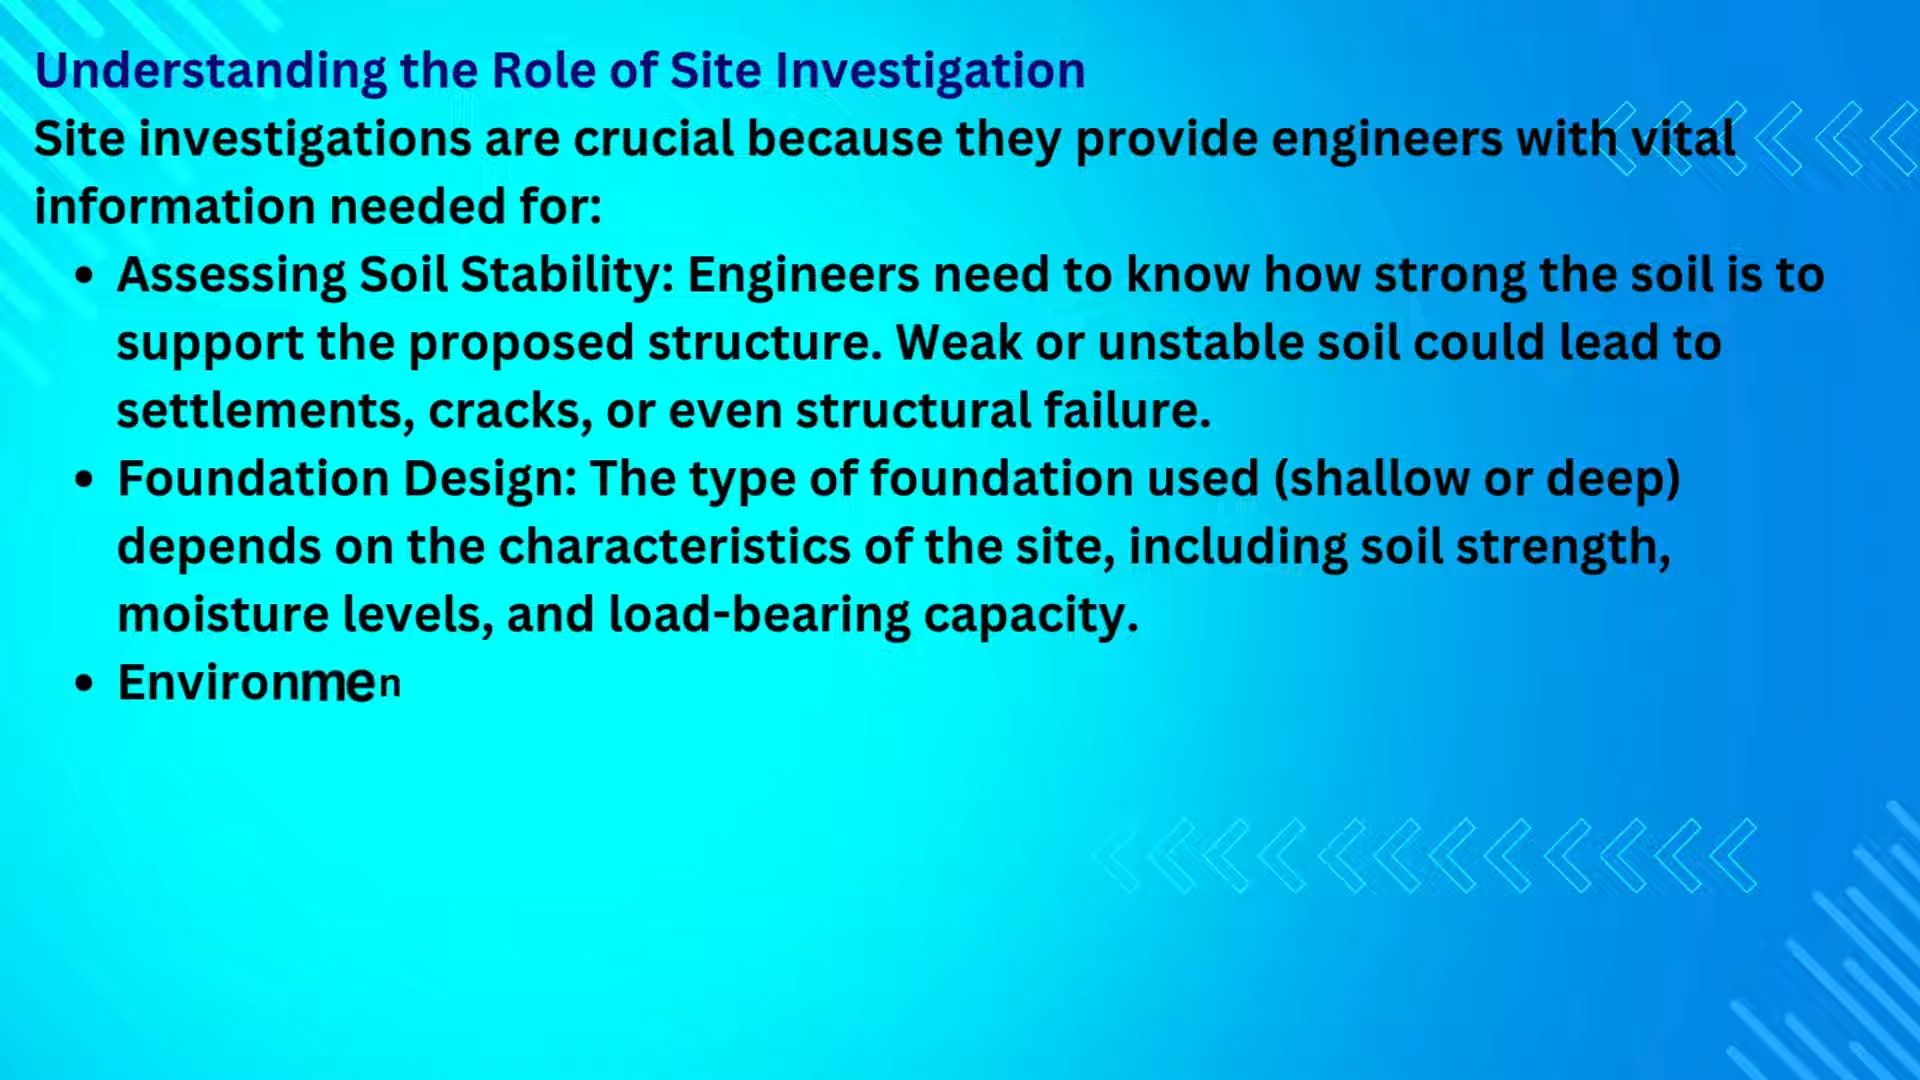 Understanding the Role of Site Investigation
Site investigations are crucial because they provide engineers with vital
information needed for:
• Assessing Soil Stability: Engineers need to know how strong the soil is to
support the proposed structure. Weak or unstable soil could lead to
settlements, cracks, or even structural failure.
• Foundation Design: The type of foundation used (shallow or deep)
depends on the characteristics of the site, including soil strength,
moisture levels, and load-bearing capacity.
• Environmen